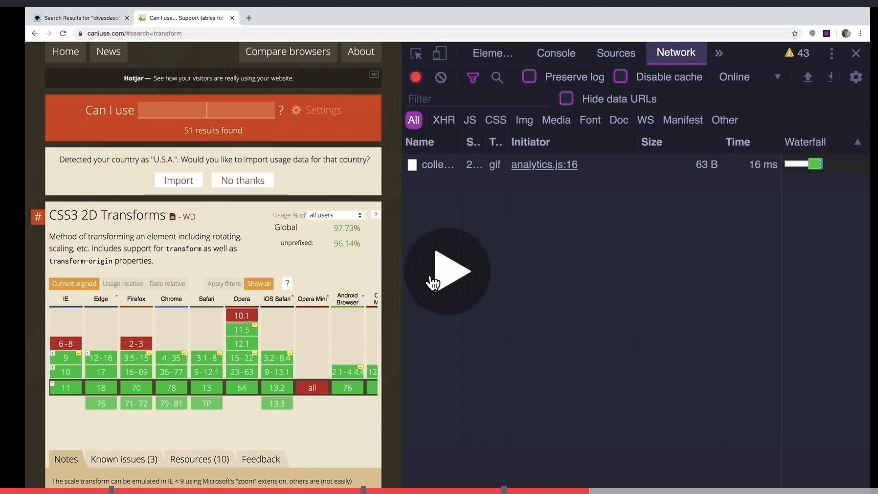 Search Results for "divesdasc
Can I use... Support tables for
caniuse.com/#search=transform
Home News Compare browsers About
Hotjar — See how your visitors are really using your website.
Can I use ? Settings
51 results found
Detected your country as "U.S.A.". Would you like to import usage data for that country?
Import No thanks
# CSS3 2D Transforms - WD
Usage % of all users ?
Global 97.73%
unprefixed: 96.14%
Method of transforming an element including rotating,
scaling, etc. Includes support for transform as well as
transform-origin properties.
Current aligned Usage relative Date relative Apply filters Show all ?
IE Edge Firefox Chrome Safari Opera iOS Safari Opera Mini Android Browser
10.1
11.5
6-8 2-3 12.1
9 12-16 3.5-15 4-35 3.1-8 15-22 3.2-8.4
10 17 16-69 36-77 9-12.1 23-63 9-13.1 2.1-4.4.4 12
11 18 70 78 13 64 13.2 all 76
76 71-72 79-81 TP 13.3
Notes Known issues (3) Resources (10) Feedback
The scale transform can be emulated in IE < 9 using Microsoft's "zoom" extension, others are (not easily)
Eleme... Console Sources Network » 43
Preserve log Disable cache Online
Filter Hide data URLs
All XHR JS CSS Img Media Font Doc WS Manifest Other
Name S.. T.. Initiator Size Time Waterfall
colle... 2... gif analytics.js:16 63 B 16 ms